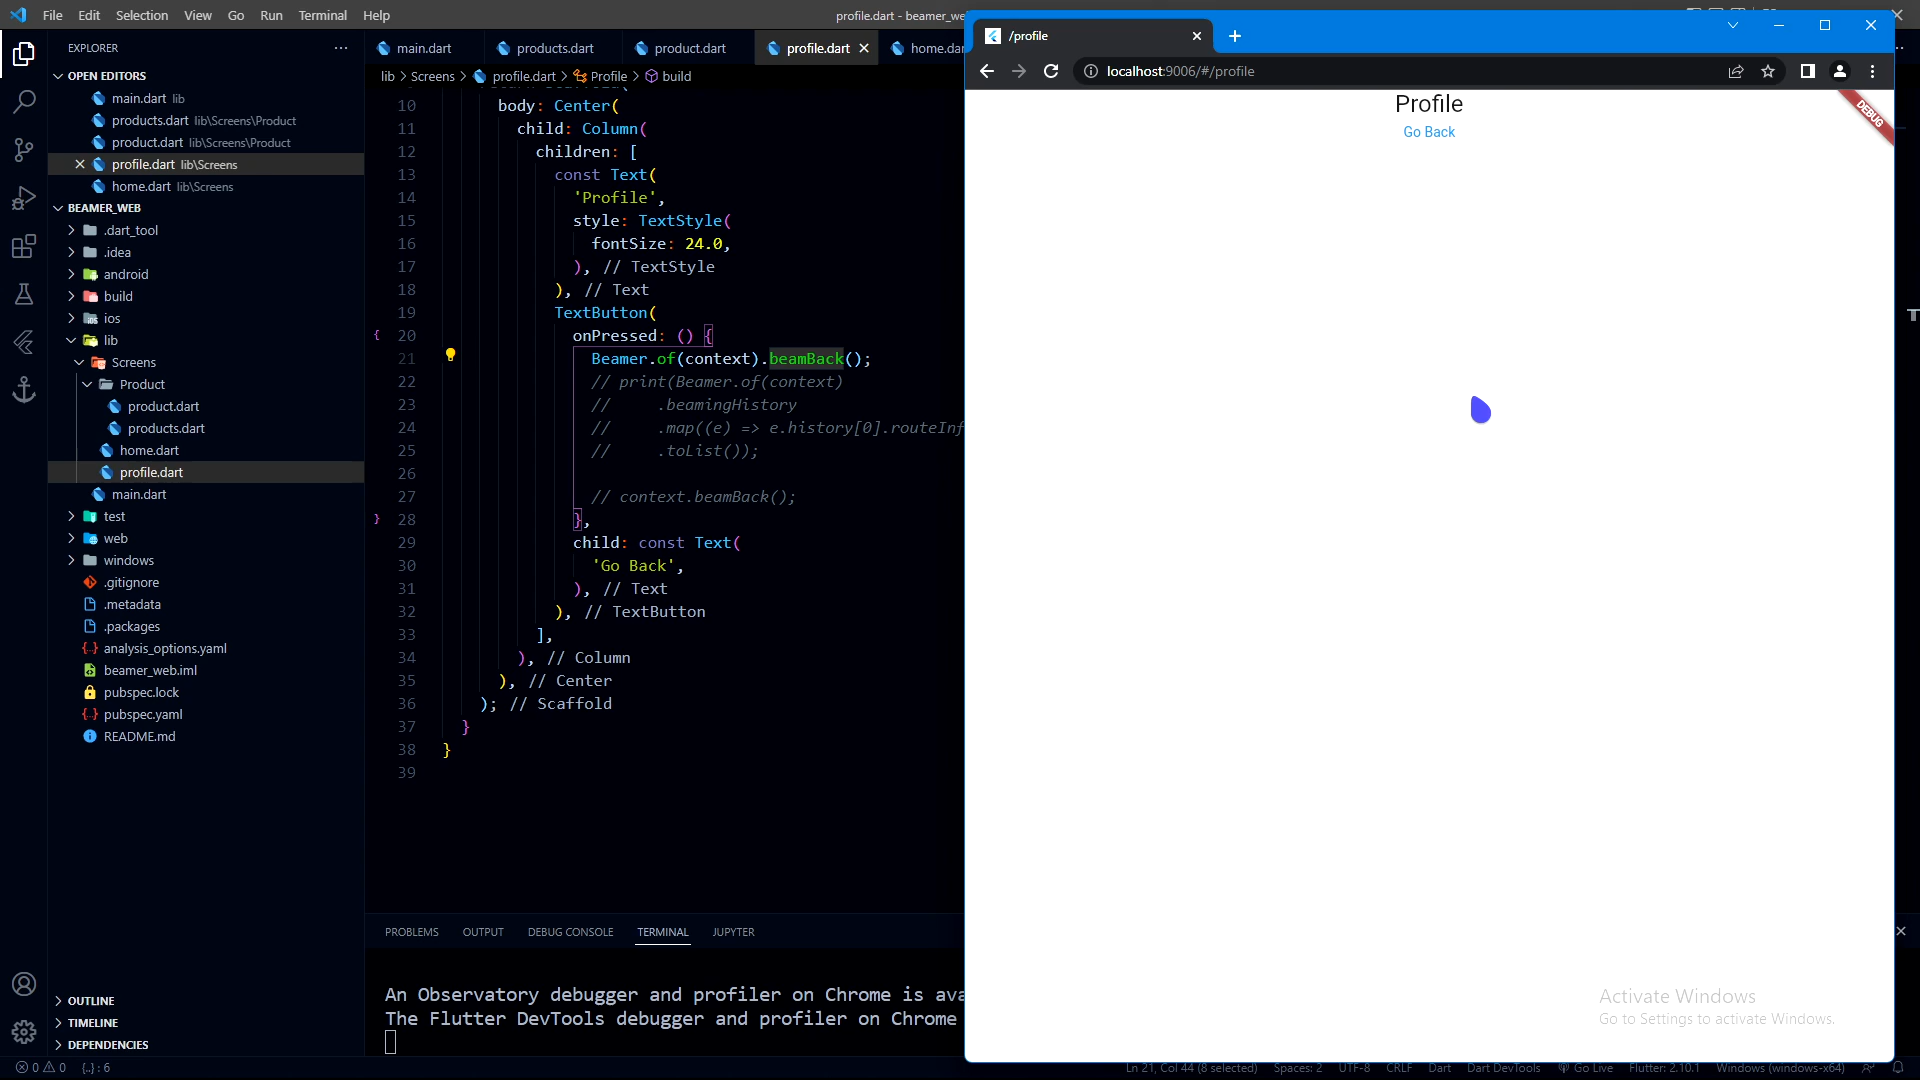 File Edit Selection View Go Run Terminal Help
profile.dart - beamer_we
EXPLORER
OPEN EDITORS
main.dart lib
products.dart lib\Screens\Product
product.dart lib\Screens\Product
profile.dart lib\Screens
home.dart lib\Screens
BEAMER_WEB
.dart_tool
.idea
android
build
ios
lib
Screens
Product
product.dart
products.dart
home.dart
profile.dart
main.dart
test
web
windows
.gitignore
.metadata
.packages
analysis_options.yaml
beamer_web.iml
pubspec.lock
pubspec.yaml
README.md
OUTLINE
TIMELINE
DEPENDENCIES
main.dart products.dart product.dart profile.dart home.dar
lib > Screens > profile.dart > Profile > build
10 body: Center(
11 child: Column(
12 children: [
13 const Text(
14 'Profile',
15 style: TextStyle(
16 fontSize: 24.0,
17 ), // TextStyle
18 ), // Text
19 TextButton(
20 onPressed: () {
21 Beamer.of(context).beamBack();
22 // print(Beamer.of(context)
23 // .beamingHistory
24 // .map((e) => e.history[0].routeInf
25 // .toList());
26
27 // context.beamBack();
28 },
29 child: const Text(
30 'Go Back',
31 ), // Text
32 ), // TextButton
33 ],
34 ), // Column
35 ), // Center
36 ); // Scaffold
37 }
38 }
39
PROBLEMS OUTPUT DEBUG CONSOLE TERMINAL JUPYTER
An Observatory debugger and profiler on Chrome is ava
The Flutter DevTools debugger and profiler on Chrome
/profile
localhost:9006/#/profile
Profile
Go Back
DEBUG
Activate Windows
Go to Settings to activate Windows.
0 0 {..} : 6
Ln 21, Col 44 (8 selected) Spaces: 2 UTF-8 CRLF Dart Dart DevTools Go Live Flutter: 2.10.1 Windows (windows-x64)